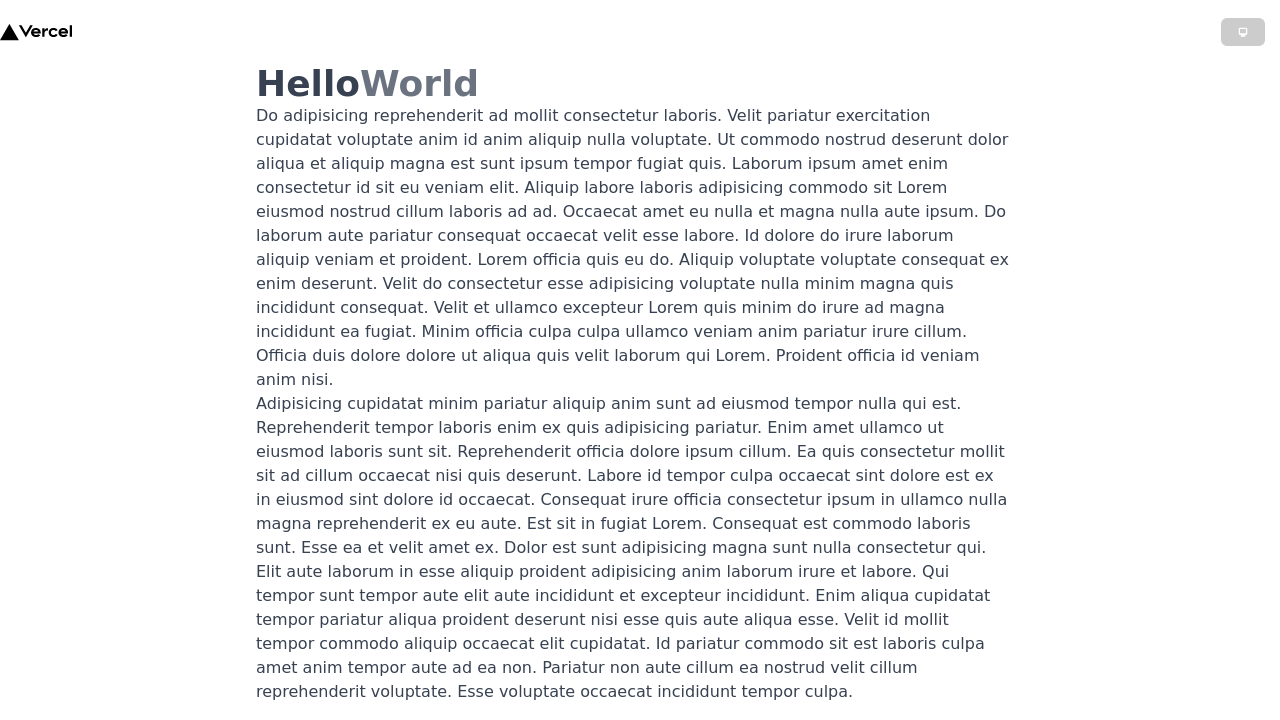 Vercel
HelloWorld
Do adipisicing reprehenderit ad mollit consectetur laboris. Velit pariatur exercitation
cupidatat voluptate anim id anim aliquip nulla voluptate. Ut commodo nostrud deserunt dolor
aliqua et aliquip magna est sunt ipsum tempor fugiat quis. Laborum ipsum amet enim
consectetur id sit eu veniam elit. Aliquip labore laboris adipisicing commodo sit Lorem
eiusmod nostrud cillum laboris ad ad. Occaecat amet eu nulla et magna nulla aute ipsum. Do
laborum aute pariatur consequat occaecat velit esse labore. Id dolore do irure laborum
aliquip veniam et proident. Lorem officia quis eu do. Aliquip voluptate voluptate consequat ex
enim deserunt. Velit do consectetur esse adipisicing voluptate nulla minim magna quis
incididunt consequat. Velit et ullamco excepteur Lorem quis minim do irure ad magna
incididunt ea fugiat. Minim officia culpa culpa ullamco veniam anim pariatur irure cillum.
Officia duis dolore dolore ut aliqua quis velit laborum qui Lorem. Proident officia id veniam
anim nisi.
Adipisicing cupidatat minim pariatur aliquip anim sunt ad eiusmod tempor nulla qui est.
Reprehenderit tempor laboris enim ex quis adipisicing pariatur. Enim amet ullamco ut
eiusmod laboris sunt sit. Reprehenderit officia dolore ipsum cillum. Ea quis consectetur mollit
sit ad cillum occaecat nisi quis deserunt. Labore id tempor culpa occaecat sint dolore est ex
in eiusmod sint dolore id occaecat. Consequat irure officia consectetur ipsum in ullamco nulla
magna reprehenderit ex eu aute. Est sit in fugiat Lorem. Consequat est commodo laboris
sunt. Esse ea et velit amet ex. Dolor est sunt adipisicing magna sunt nulla consectetur qui.
Elit aute laborum in esse aliquip proident adipisicing anim laborum irure et labore. Qui
tempor sunt tempor aute elit aute incididunt et excepteur incididunt. Enim aliqua cupidatat
tempor pariatur aliqua proident deserunt nisi esse quis aute aliqua esse. Velit id mollit
tempor commodo aliquip occaecat elit cupidatat. Id pariatur commodo sit est laboris culpa
amet anim tempor aute ad ea non. Pariatur non aute cillum ea nostrud velit cillum
reprehenderit voluptate. Esse voluptate occaecat incididunt tempor culpa.